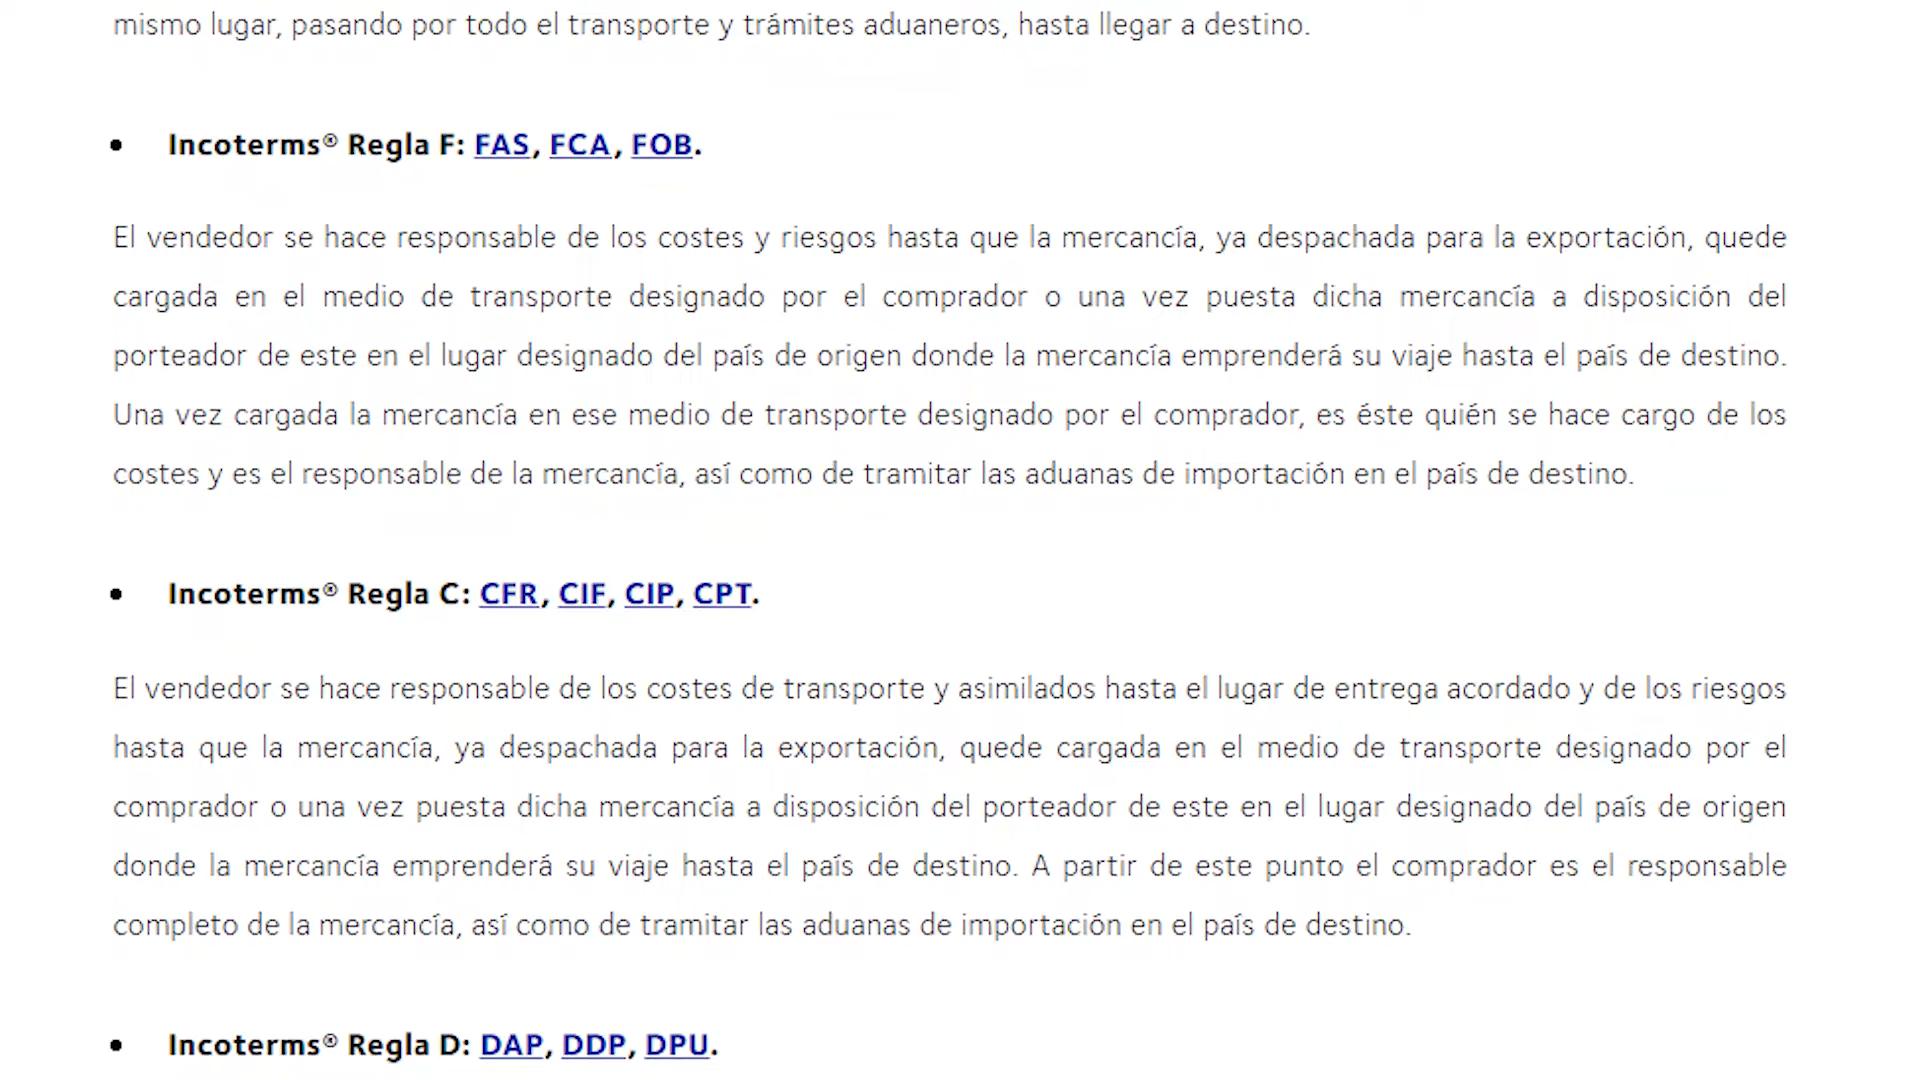 mismo lugar, pasando por todo el transporte y trámites aduaneros, hasta llegar a destino.
• Incoterms® Regla F: FAS, FCA, FOB.
El vendedor se hace responsable de los costes y riesgos hasta que la mercancía, ya despachada para la exportación, quede
cargada en el medio de transporte designado por el comprador o una vez puesta dicha mercancía a disposición del
porteador de este en el lugar designado del país de origen donde la mercancía emprenderá su viaje hasta el país de destino.
Una vez cargada la mercancía en ese medio de transporte designado por el comprador, es éste quién se hace cargo de los
costes y es el responsable de la mercancía, así como de tramitar las aduanas de importación en el país de destino.
• Incoterms® Regla C: CFR, CIF, CIP, CPT.
El vendedor se hace responsable de los costes de transporte y asimilados hasta el lugar de entrega acordado y de los riesgos
hasta que la mercancía, ya despachada para la exportación, quede cargada en el medio de transporte designado por el
comprador o una vez puesta dicha mercancía a disposición del porteador de este en el lugar designado del país de origen
donde la mercancía emprenderá su viaje hasta el país de destino. A partir de este punto el comprador es el responsable
completo de la mercancía, así como de tramitar las aduanas de importación en el país de destino.
• Incoterms® Regla D: DAP, DDP, DPU.